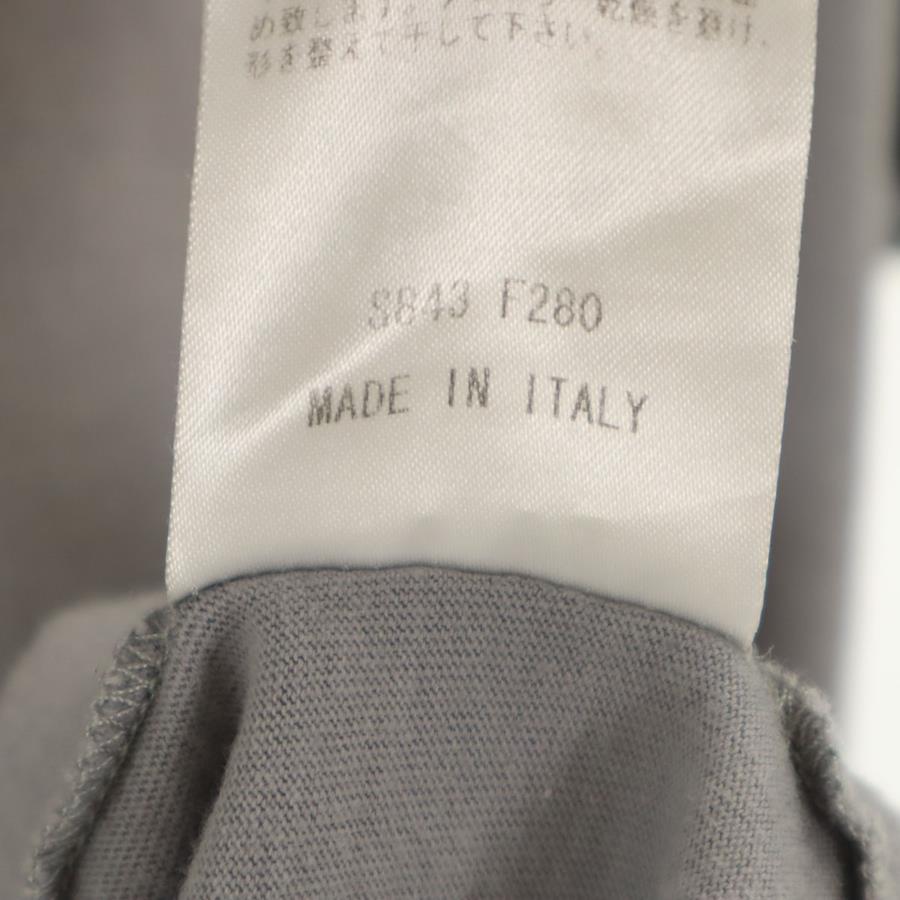 め致します。
乾燥を避け、
形を整えて干して下さい。
S843 F280
MADE IN ITALY